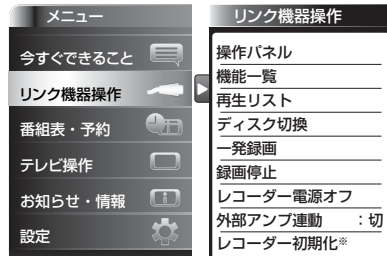 メニュー
今すぐできること
リンク機器操作
番組表・予約
テレビ操作
お知らせ・情報
設定
リンク機器操作
操作パネル
機能一覧
再生リスト
ディスク切換
一発録画
録画停止
レコーダー電源オフ
外部アンプ連動 :切
レコーダー初期化※